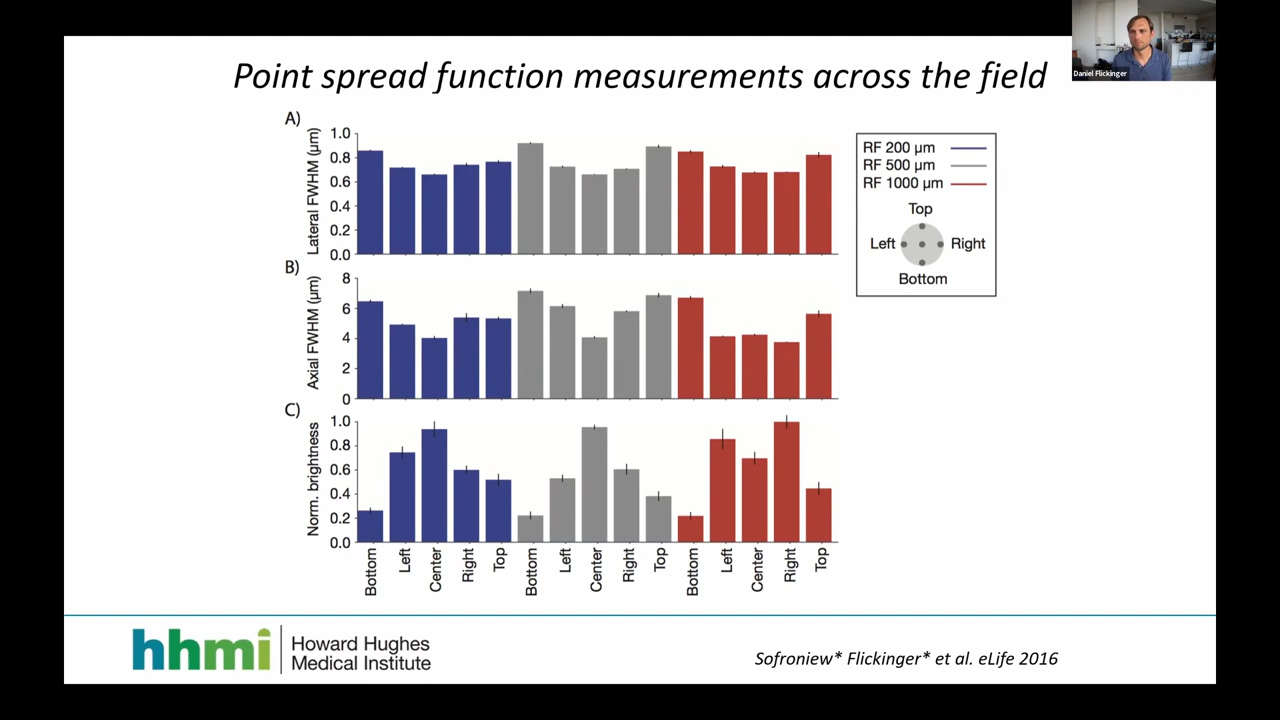 Point spread function measurements across the field
Daniel Flickinger
A)
Lateral FWHM (µm)
1.0
0.8
0.6
0.4
0.2
0.0
B)
Axial FWHM (µm)
8
6
4
2
0
C)
Norm. brightness
1.0
0.8
0.6
0.4
0.2
0.0
Bottom
Left
Center
Right
Top
Bottom
Left
Center
Right
Top
Bottom
Left
Center
Right
Top
RF 200 µm
RF 500 µm
RF 1000 µm
Top
Left
Right
Bottom
hhmi
Howard Hughes
Medical Institute
Sofroniew* Flickinger* et al. eLife 2016